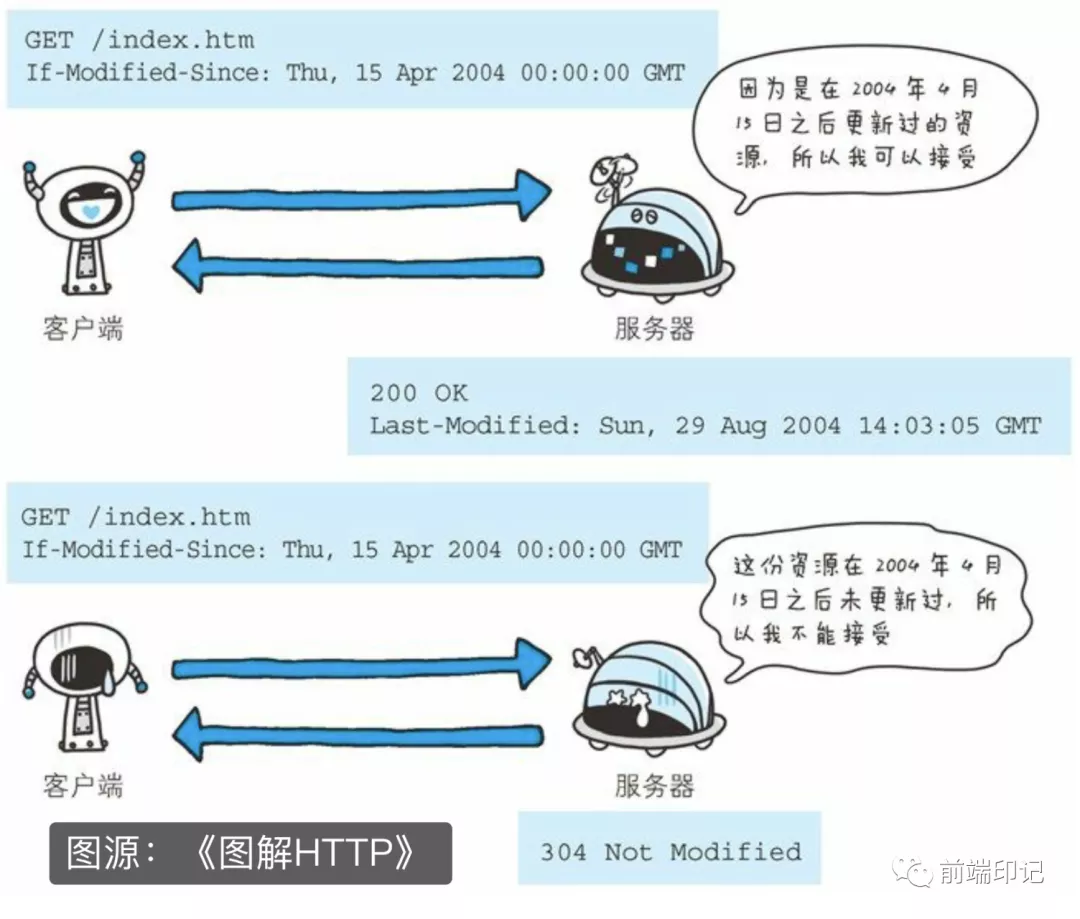 GET /index.htm
If-Modified-Since: Thu, 15 Apr 2004 00:00:00 GMT
因为是在 2004 年 4 月
15 日之后更新过的资
源，所以我可以接受
客户端
服务器
200 OK
Last-Modified: Sun, 29 Aug 2004 14:03:05 GMT
GET /index.htm
If-Modified-Since: Thu, 15 Apr 2004 00:00:00 GMT
这份资源在 2004 年 4 月
15 日之后未更新过，所
以我不能接受
客户端
服务器
图源：《图解HTTP》
304 Not Modified
前端印记